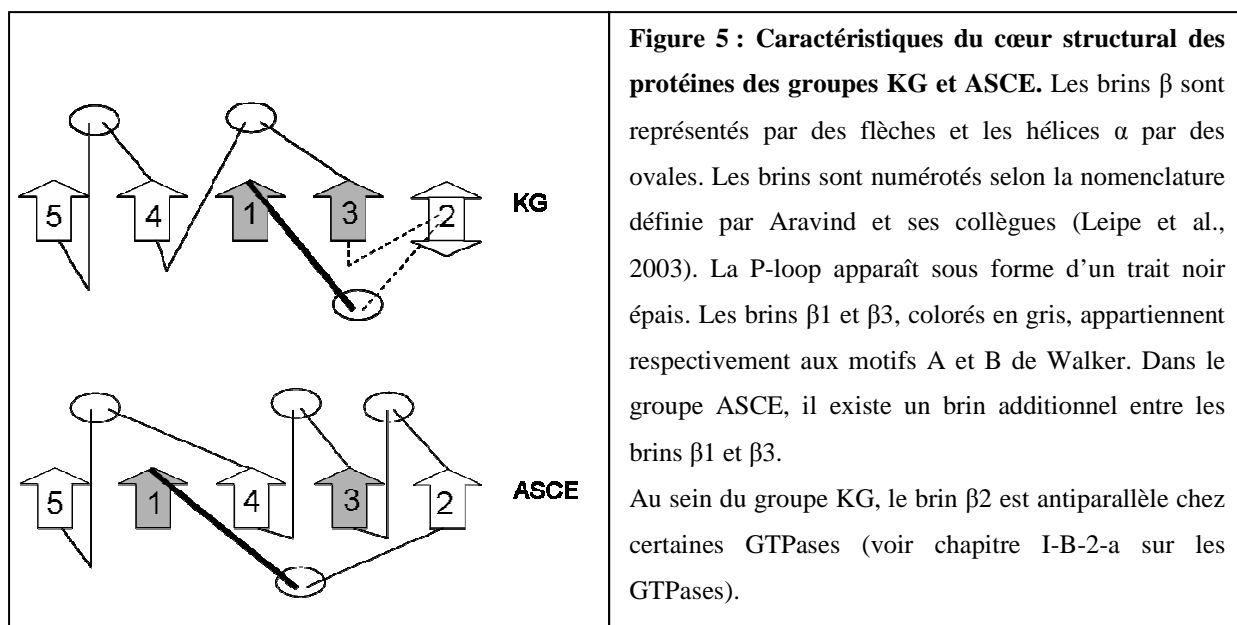 5
4
1
3
2
KG
5
1
4
3
2
ASCE
Figure 5 : Caractéristiques du cœur structural des
protéines des groupes KG et ASCE. Les brins β sont
représentés par des flèches et les hélices α par des
ovales. Les brins sont numérotés selon la nomenclature
définie par Aravind et ses collègues (Leipe et al.,
2003). La P-loop apparaît sous forme d’un trait noir
épais. Les brins β1 et β3, colorés en gris, appartiennent
respectivement aux motifs A et B de Walker. Dans le
groupe ASCE, il existe un brin additionnel entre les
brins β1 et β3.
Au sein du groupe KG, le brin β2 est antiparallèle chez
certaines GTPases (voir chapitre I-B-2-a sur les
GTPases).